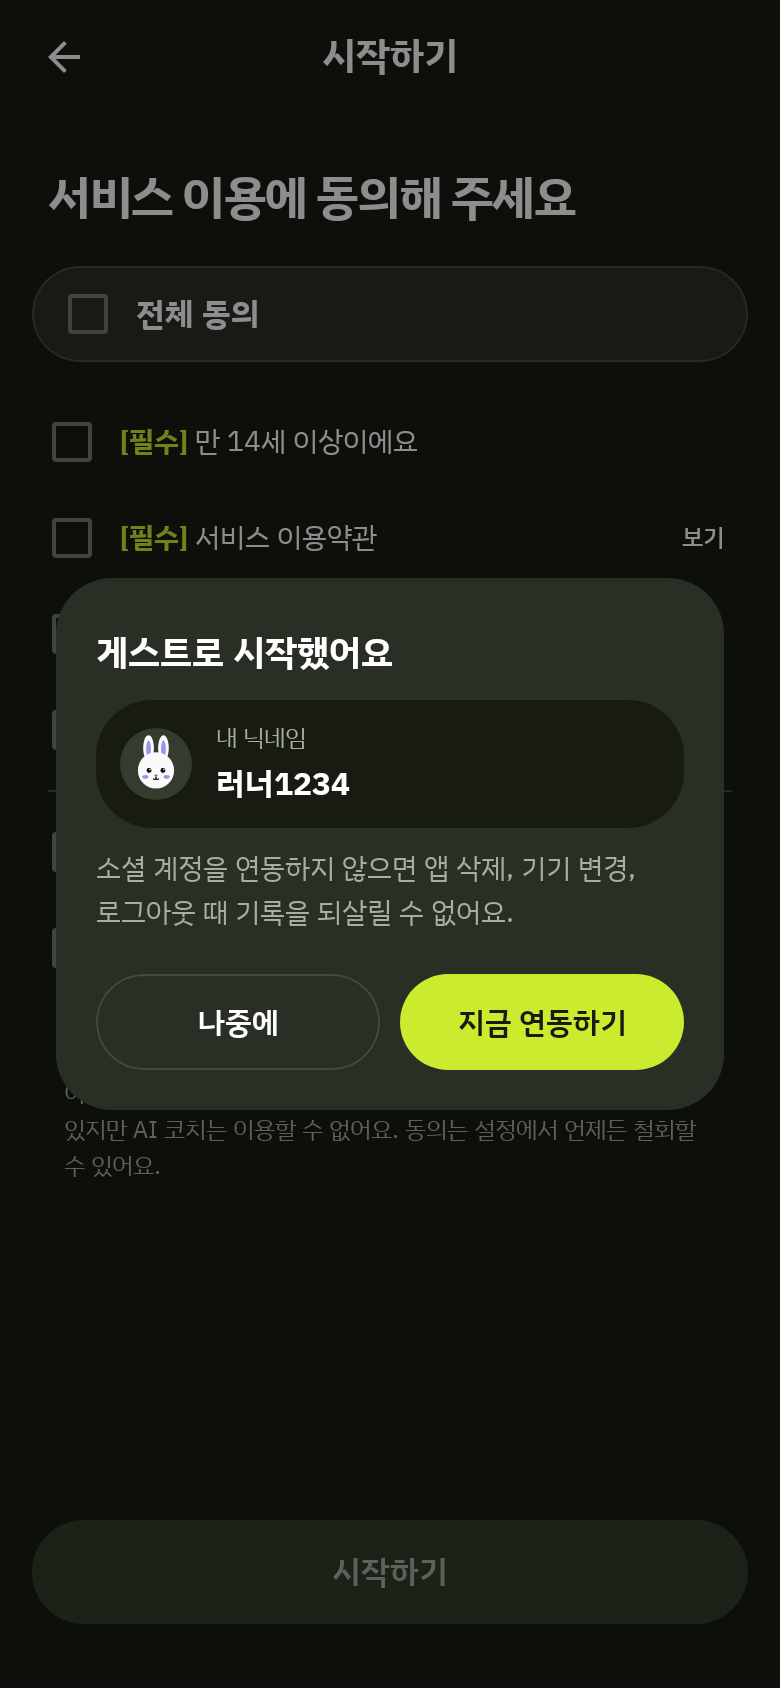 시작하기
서비스 이용에 동의해 주세요
전체 동의
[필수] 만 14세 이상이에요
[필수] 서비스 이용약관 보기
게스트로 시작했어요
내 닉네임
러너1234
소셜 계정을 연동하지 않으면 앱 삭제, 기기 변경,
로그아웃 때 기록을 되살릴 수 없어요.
나중에 지금 연동하기
있지만 AI 코치는 이용할 수 없어요. 동의는 설정에서 언제든 철회할
수 있어요.
시작하기